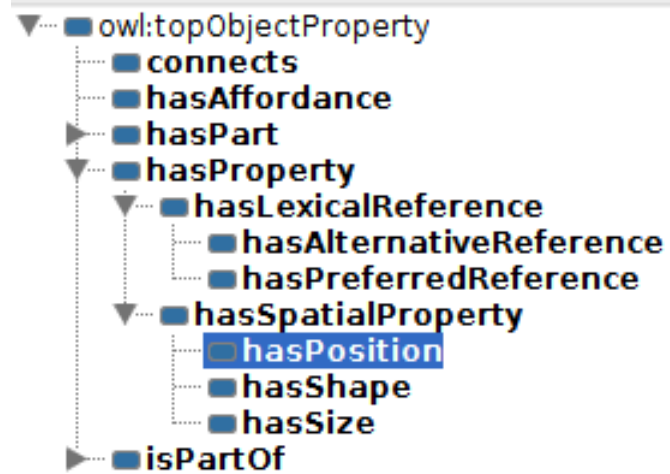 owl:topObjectProperty
connects
hasAffordance
hasPart
hasProperty
hasLexicalReference
hasAlternativeReference
hasPreferredReference
hasSpatialProperty
hasPosition
hasShape
hasSize
isPartOf